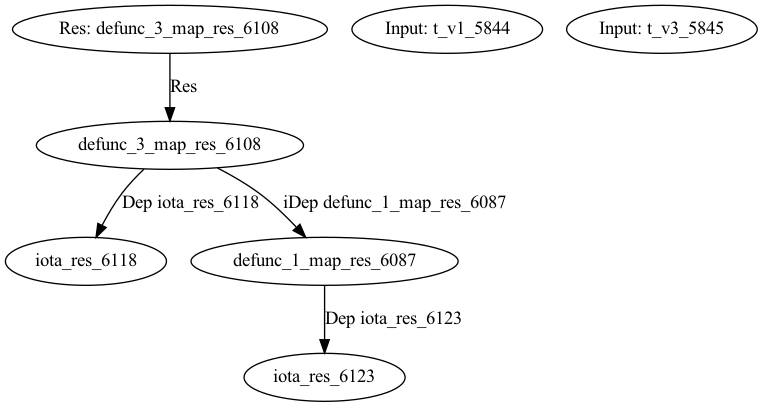 Res: defunc_3_map_res_6108
Input: t_v1_5844
Input: t_v3_5845
Res
defunc_3_map_res_6108
Dep iota_res_6118
iDep defunc_1_map_res_6087
iota_res_6118
defunc_1_map_res_6087
Dep iota_res_6123
iota_res_6123